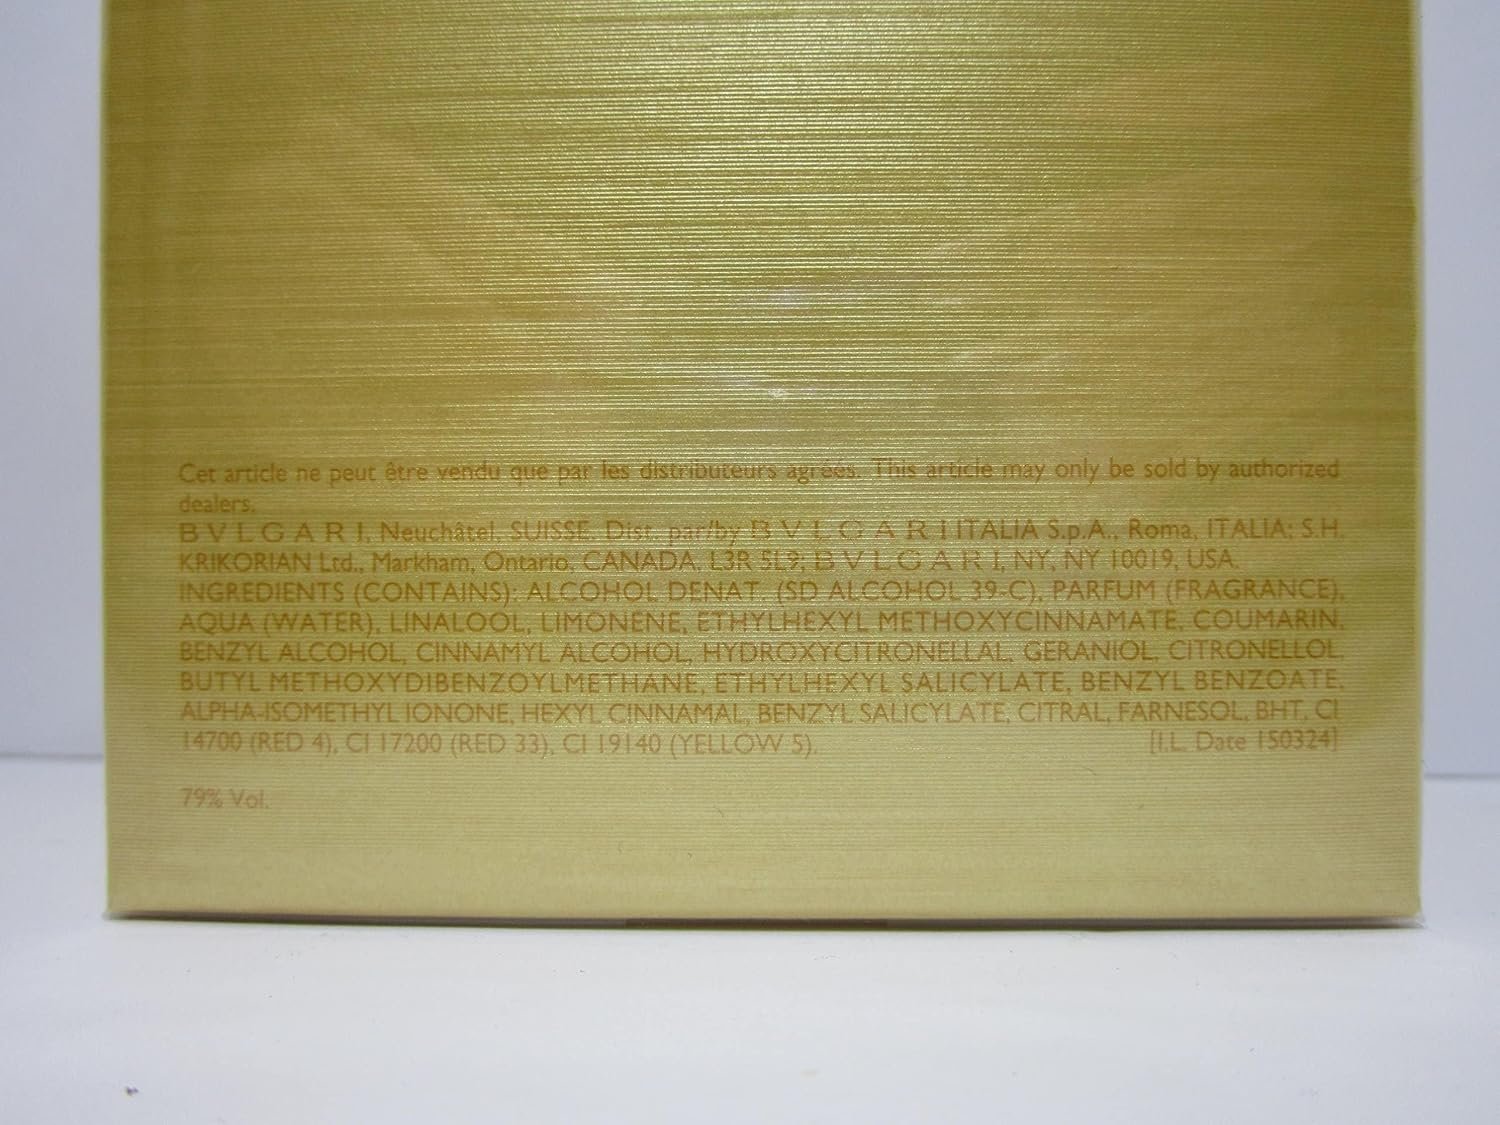 Cet article ne peut être vendu que par les distributeurs agréés. This article may only be sold by authorized
dealers.
BVLGARI, Neuchâtel, SUISSE. Dist. par/by BVLGARI ITALIA S.p.A., Roma, ITALIA; S.H.
KRIKORIAN Ltd., Markham, Ontario, CANADA, L3R 5L9; BVLGARI, NY, NY 10019, USA.
INGREDIENTS (CONTAINS): ALCOHOL DENAT. (SD ALCOHOL 39-C), PARFUM (FRAGRANCE),
AQUA (WATER), LINALOOL, LIMONENE, ETHYLHEXYL METHOXYCINNAMATE, COUMARIN,
BENZYL ALCOHOL, CINNAMYL ALCOHOL, HYDROXYCITRONELLAL, GERANIOL, CITRONELLOL,
BUTYL METHOXYDIBENZOYLMETHANE, ETHYLHEXYL SALICYLATE, BENZYL BENZOATE,
ALPHA-ISOMETHYL IONONE, HEXYL CINNAMAL, BENZYL SALICYLATE, CITRAL, FARNESOL, BHT, CI
14700 (RED 4), CI 17200 (RED 33), CI 19140 (YELLOW 5). [I.L. Date 150324]
79% Vol.